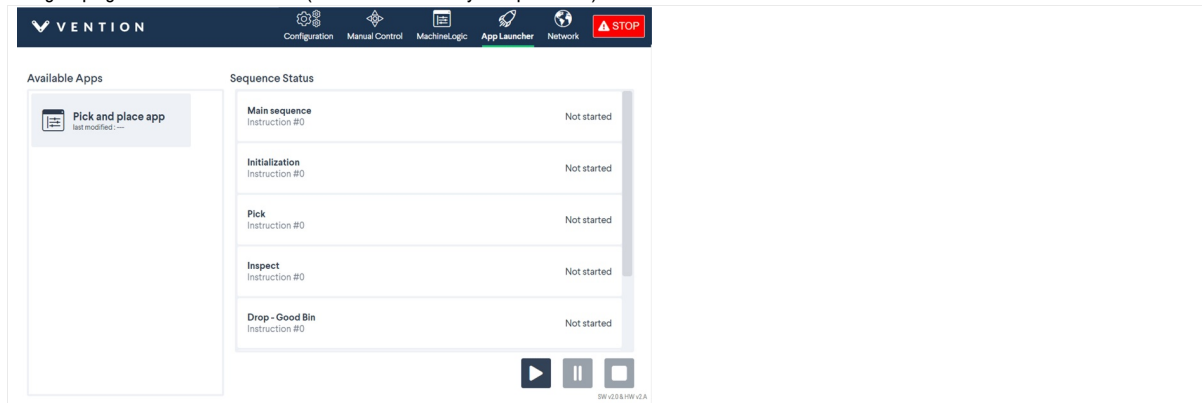 VENTION
Configuration
Manual Control
MachineLogic
App Launcher
Network
STOP
Available Apps
Sequence Status
Pick and place app
last modified: ---
Main sequence
Instruction #0
Not started
Initialization
Instruction #0
Not started
Pick
Instruction #0
Not started
Inspect
Instruction #0
Not started
Drop - Good Bin
Instruction #0
Not started
SW v2.0 & HW v2.A